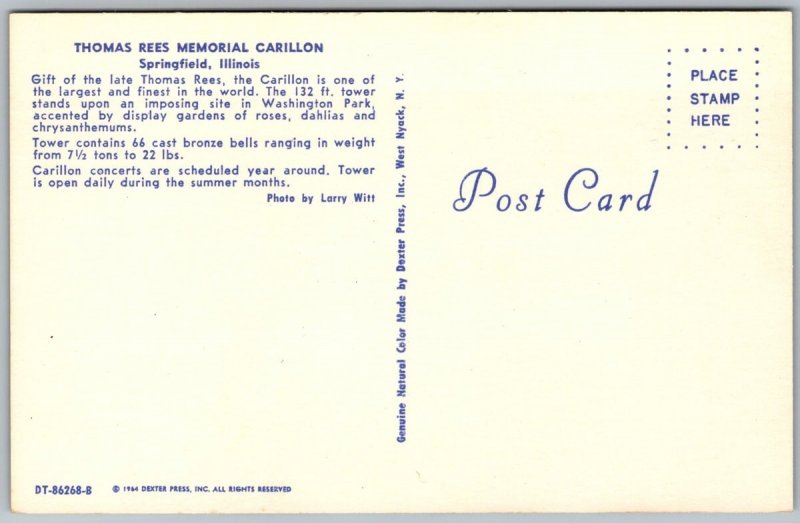 THOMAS REES MEMORIAL CARILLON
Springfield, Illinois
Gift of the late Thomas Rees, the Carillon is one of
the largest and finest in the world. The 132 ft. tower
stands upon an imposing site in Washington Park,
accented by display gardens of roses, dahlias and
chrysanthemums.
Tower contains 66 cast bronze bells ranging in weight
from 7½ tons to 22 lbs.
Carillon concerts are scheduled year around. Tower
is open daily during the summer months.
Photo by Larry Witt
DT-86268-B
© 1964 DEXTER PRESS, INC. ALL RIGHTS RESERVED
Genuine Natural Color Made by Dexter Press, Inc., West Nyack, N. Y.
PLACE
STAMP
HERE
Post Card